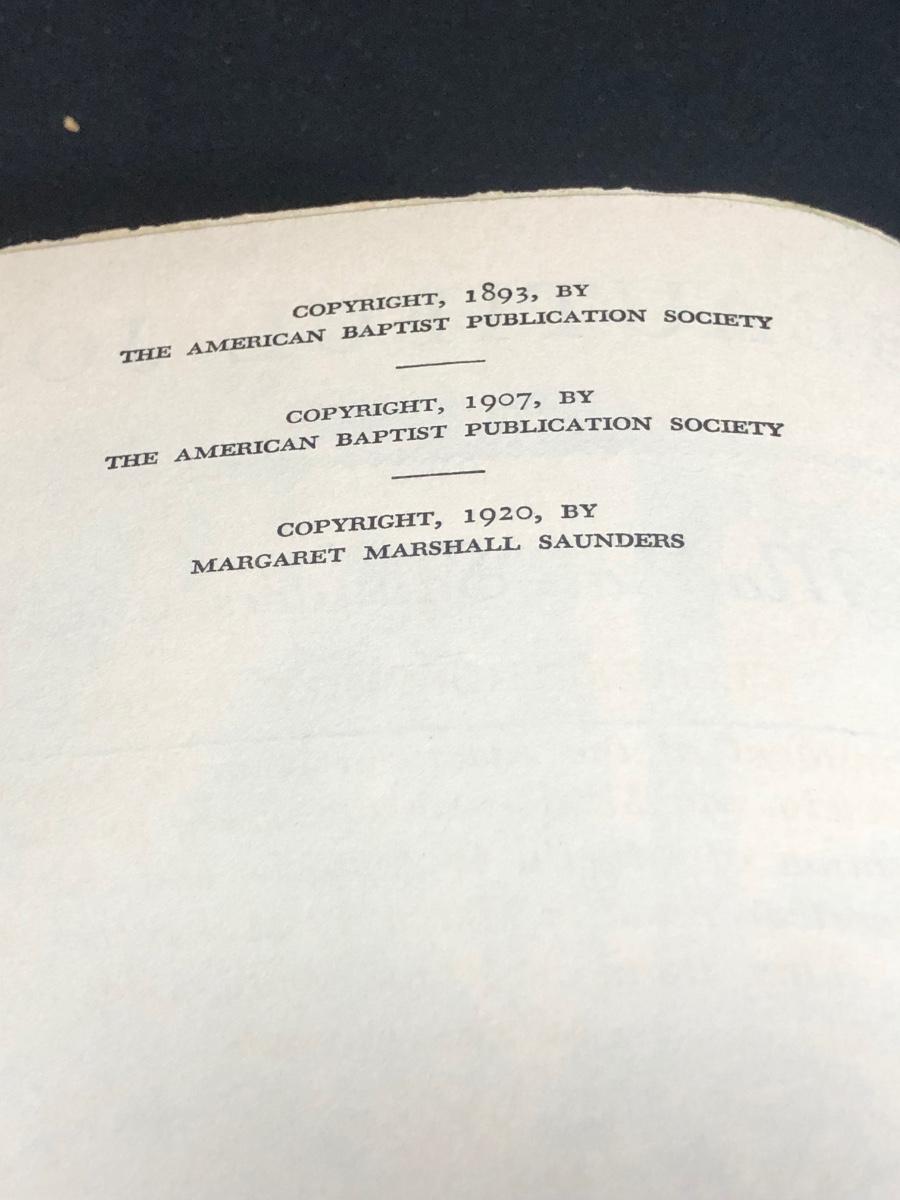 COPYRIGHT, 1893, BY
THE AMERICAN BAPTIST PUBLICATION SOCIETY
COPYRIGHT, 1907, BY
THE AMERICAN BAPTIST PUBLICATION SOCIETY
COPYRIGHT, 1920, BY
MARGARET MARSHALL SAUNDERS